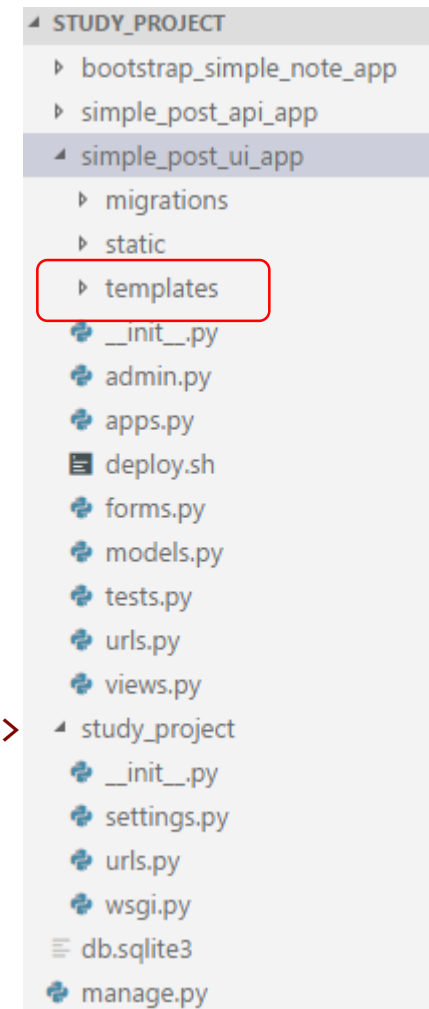 STUDY_PROJECT
bootstrap_simple_note_app
simple_post_api_app
simple_post_ui_app
migrations
static
templates
__init__.py
admin.py
apps.py
deploy.sh
forms.py
models.py
tests.py
urls.py
views.py
study_project
__init__.py
settings.py
urls.py
wsgi.py
db.sqlite3
manage.py